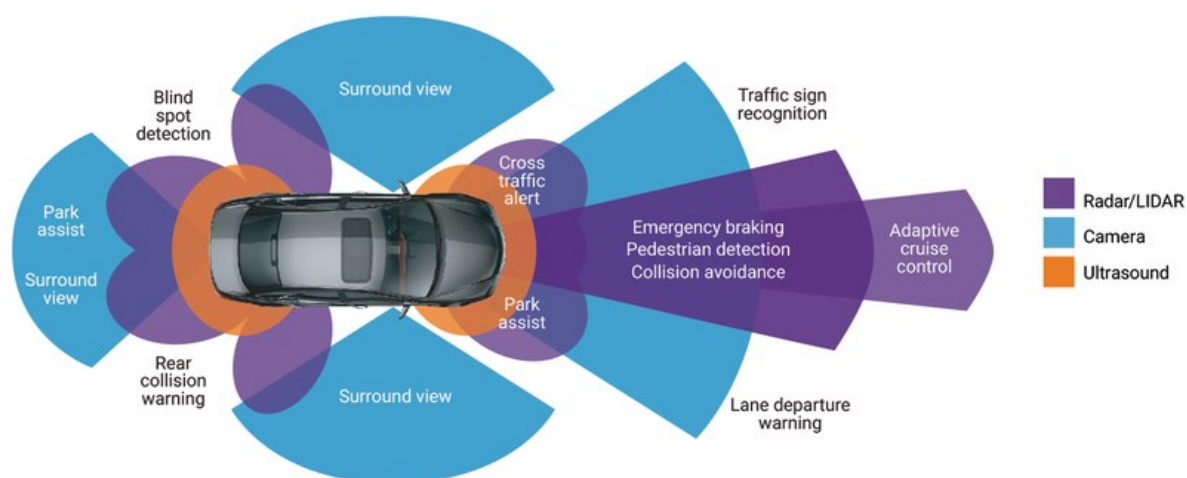 Surround view
Blind
spot
detection
Traffic sign
recognition
Cross
traffic
alert
Park
assist
Surround
view
Emergency braking
Pedestrian detection
Collision avoidance
Adaptive
cruise
control
Radar/LIDAR
Camera
Ultrasound
Park
assist
Rear
collision
warning
Surround view
Lane departure
warning